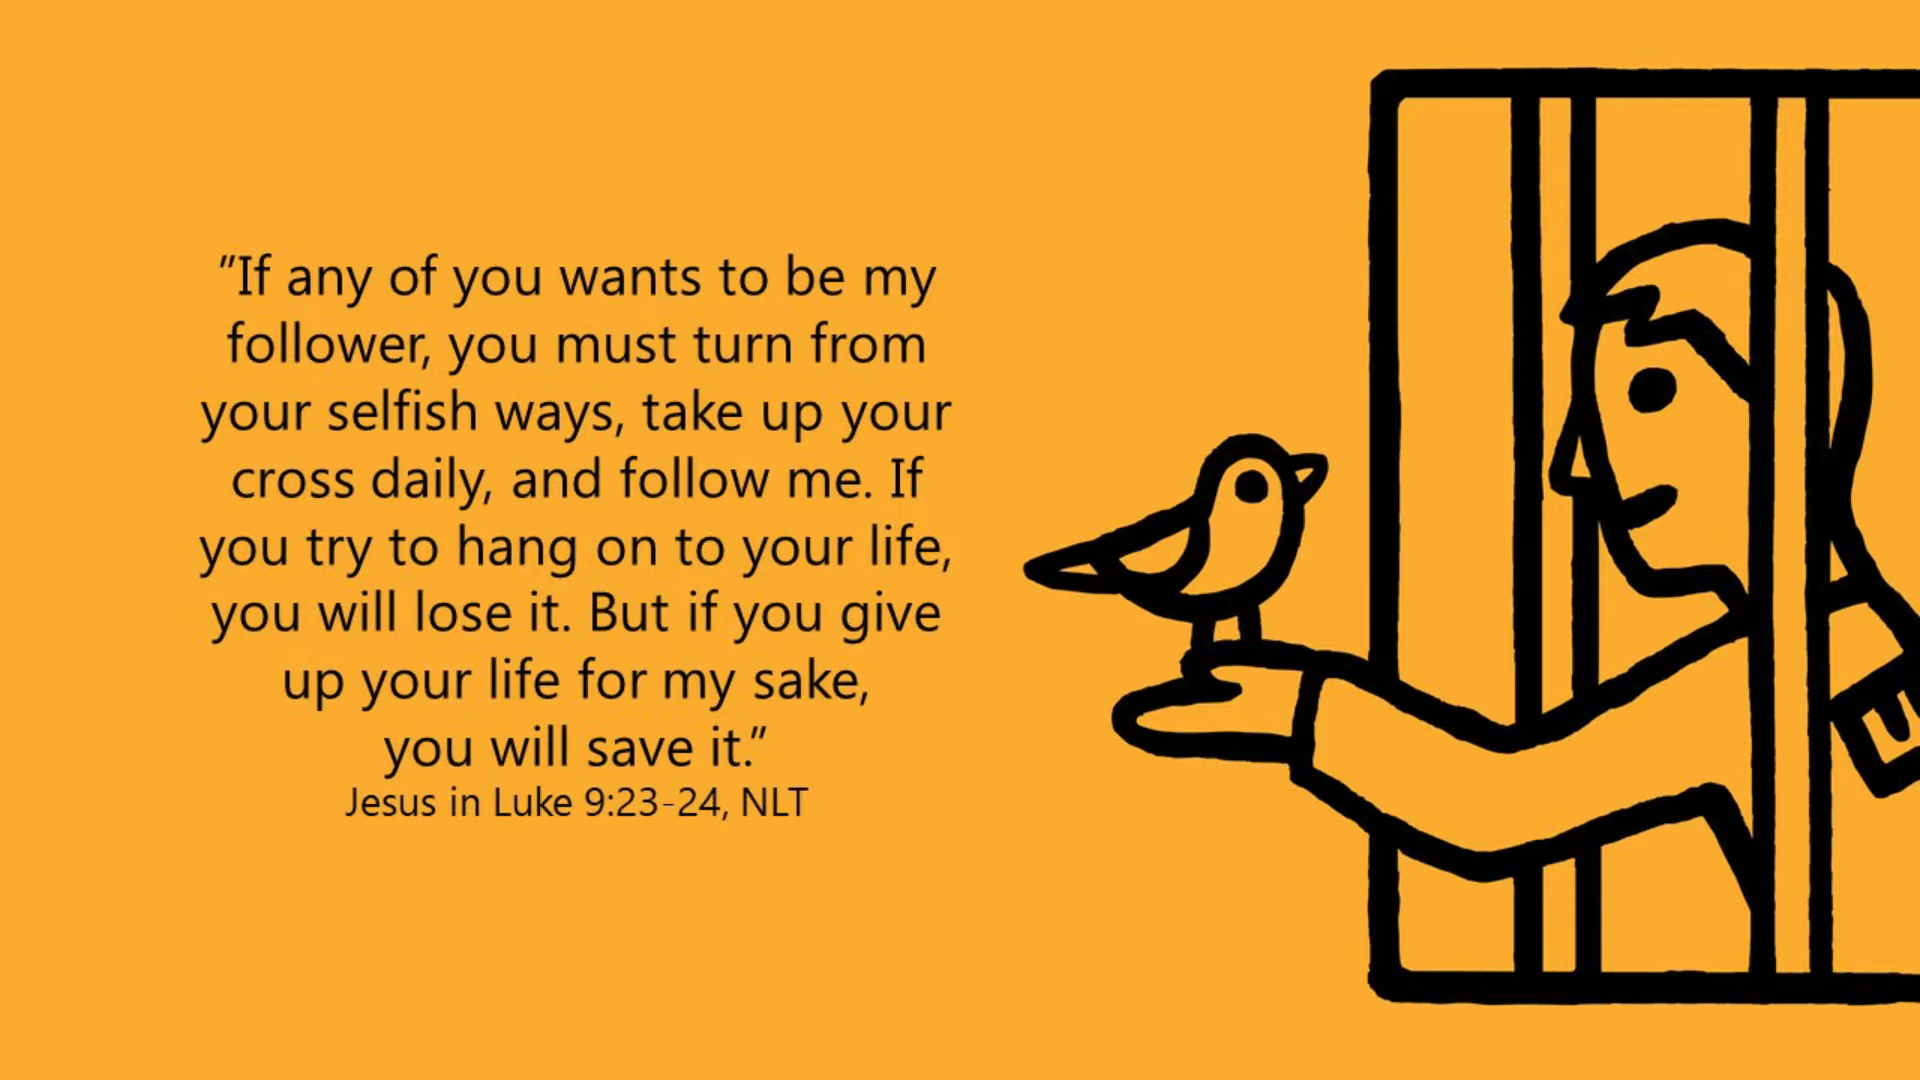 "If any of you wants to be my
follower, you must turn from
your selfish ways, take up your
cross daily, and follow me. If
you try to hang on to your life,
you will lose it. But if you give
up your life for my sake,
you will save it."
Jesus in Luke 9:23-24, NLT